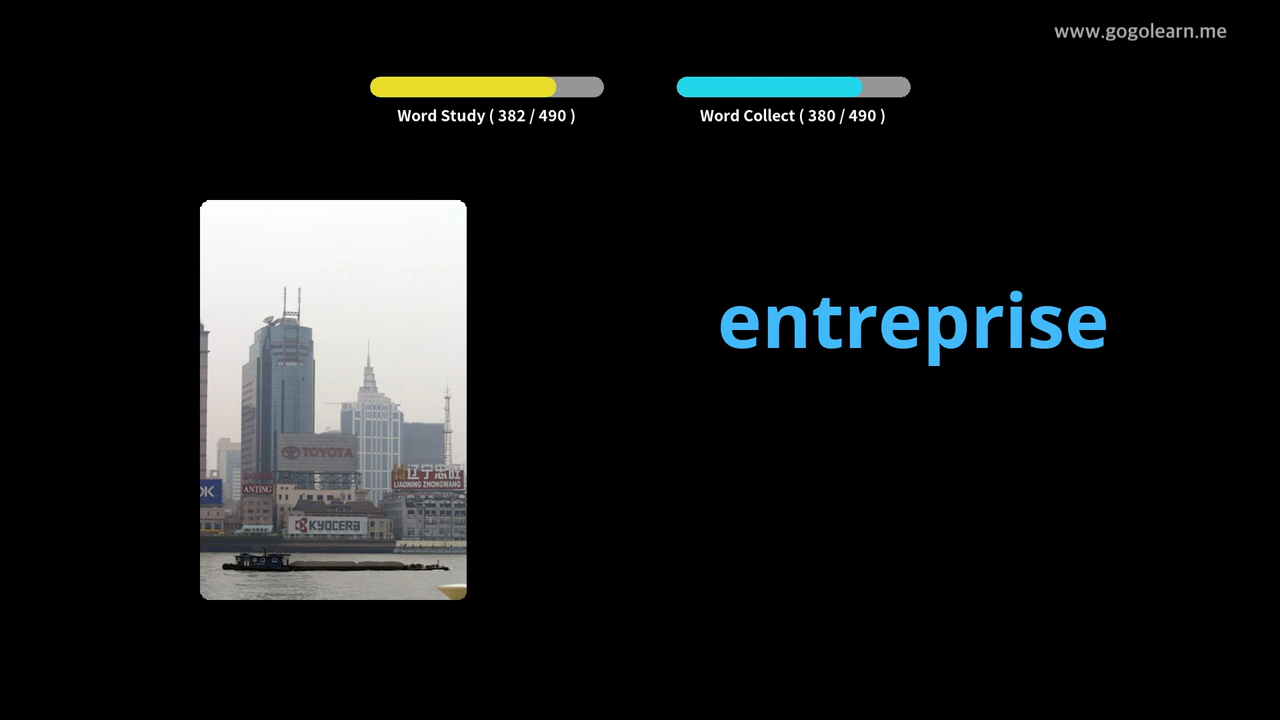 www.gogolearn.me
Word Study ( 382 / 490 )
Word Collect ( 380 / 490 )
entreprise
TOYOTA
辽宁忠旺
LIAONING ZHONGWANG
ANTING
KYOCERA